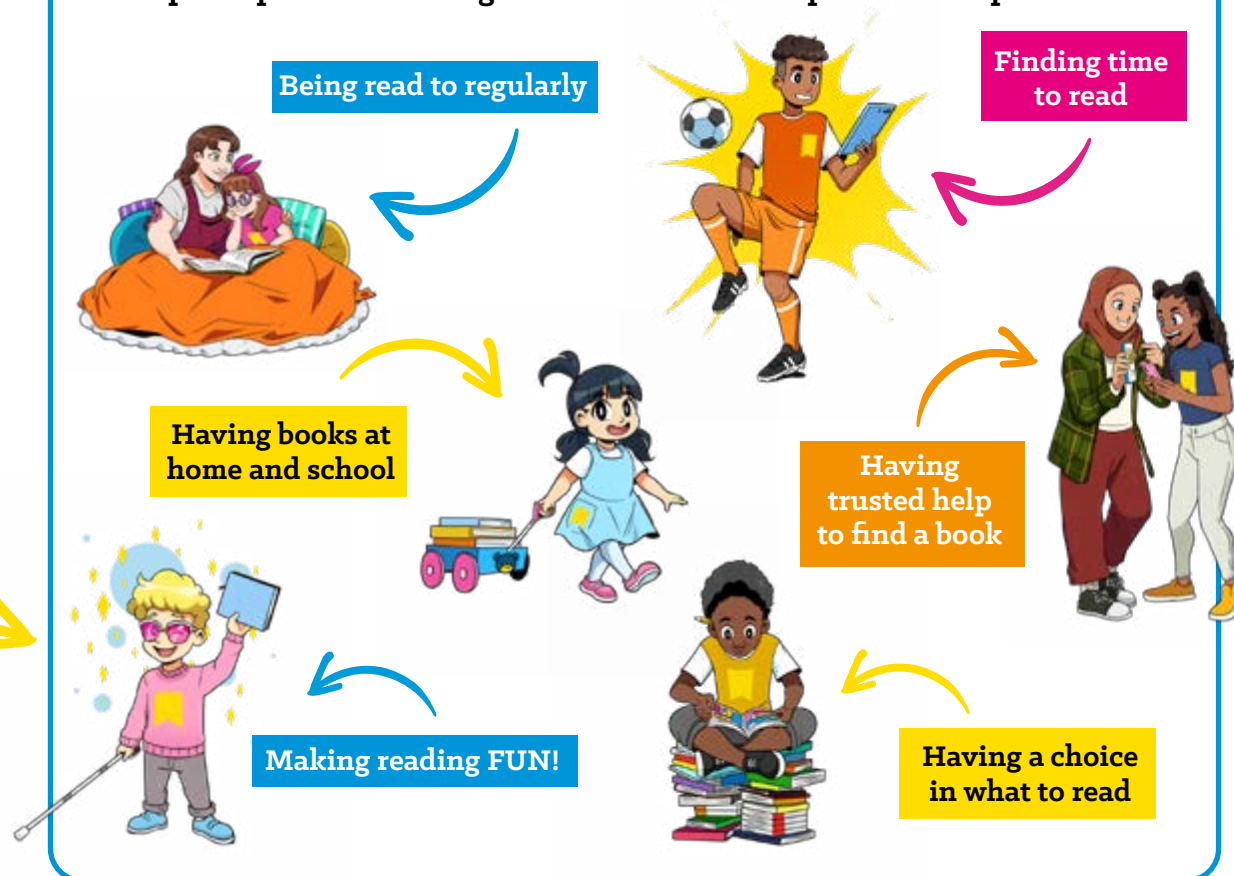 Being read to regularly
Finding time
to read
Having books at
home and school
Having
trusted help
to find a book
Making reading FUN!
Having a choice
in what to read